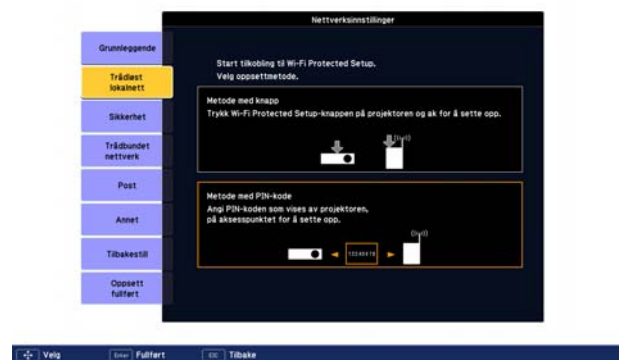 Nettverksinnstillinger
Grunnleggende
Trådløst
lokalnett
Sikkerhet
Trådbundet
nettverk
Post
Annet
Tilbakestill
Oppsett
fullført
Start tilkobling til Wi-Fi Protected Setup.
Velg oppsettmetode.
Metode med knapp
Trykk Wi-Fi Protected Setup-knappen på projektoren og ak for å sette opp.
Metode med PIN-kode
Angi PIN-koden som vises av projektoren,
på aksesspunktet for å sette opp.
Velg
Enter Fullført
ESC Tilbake